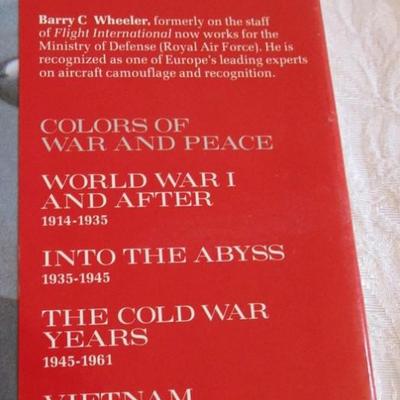 Barry C Wheeler, formerly on the staff
of Flight International now works for the
Ministry of Defense (Royal Air Force). He is
recognized as one of Europe's leading experts
on aircraft camouflage and recognition.
COLORS OF
WAR AND PEACE
WORLD WAR I
AND AFTER
1914-1935
INTO THE ABYSS
1935-1945
THE COLD WAR
YEARS
1945-1961
VIETNAM